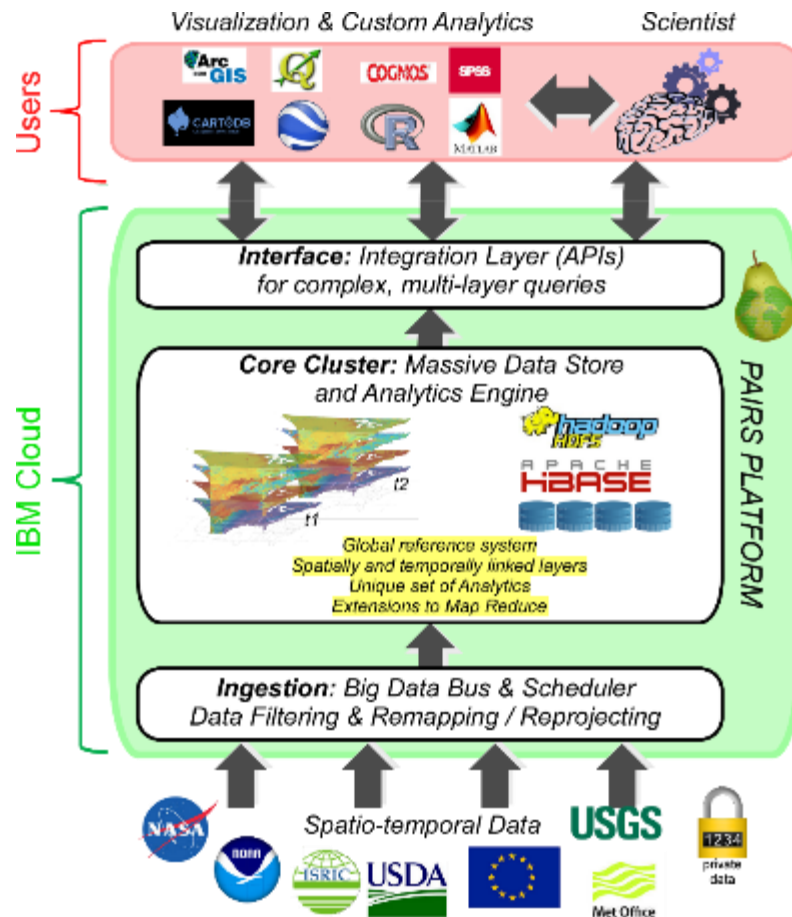 Visualization & Custom Analytics
Scientist
Users
Arc
GIS
Q
COGNOS
SPSS
CARTODB
R
MATLAB
IBM Cloud
PAIRS PLATFORM
Interface: Integration Layer (APIs)
for complex, multi-layer queries
Core Cluster: Massive Data Store
and Analytics Engine
hadoop
HDFS
APACHE
HBASE
t1
t2
Global reference system
Spatially and temporally linked layers
Unique set of Analytics
Extensions to Map Reduce
Ingestion: Big Data Bus & Scheduler
Data Filtering & Remapping / Reprojecting
NASA
NOAA
Spatio-temporal Data
ISRIC
USDA
USGS
Met Office
1234
private
data